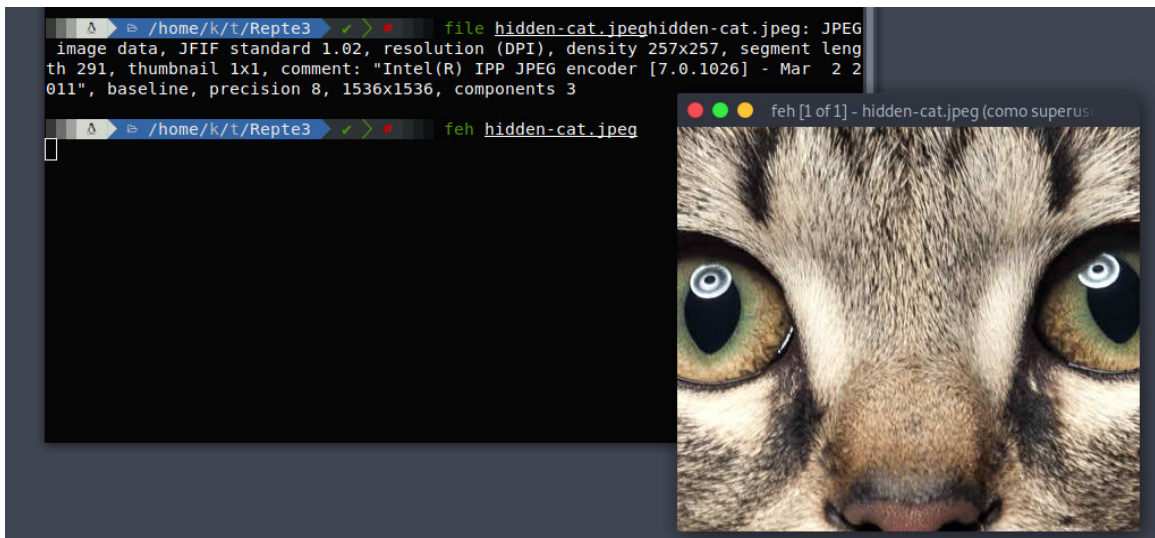 /home/k/t/Repte3 ✔ # file hidden-cat.jpeghidden-cat.jpeg: JPEG
image data, JFIF standard 1.02, resolution (DPI), density 257x257, segment leng
th 291, thumbnail 1x1, comment: "Intel(R) IPP JPEG encoder [7.0.1026] - Mar  2 2
011", baseline, precision 8, 1536x1536, components 3
/home/k/t/Repte3 ✔ # feh hidden-cat.jpeg
feh [1 of 1] - hidden-cat.jpeg (como superus